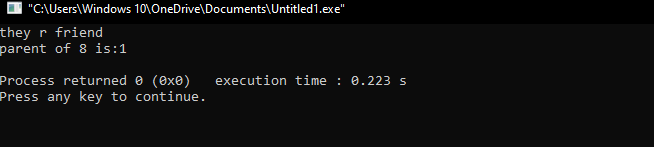 "C:\Users\Windows 10\OneDrive\Documents\Untitled1.exe"
they r friend
parent of 8 is:1
Process returned 0 (0x0)   execution time : 0.223 s
Press any key to continue.